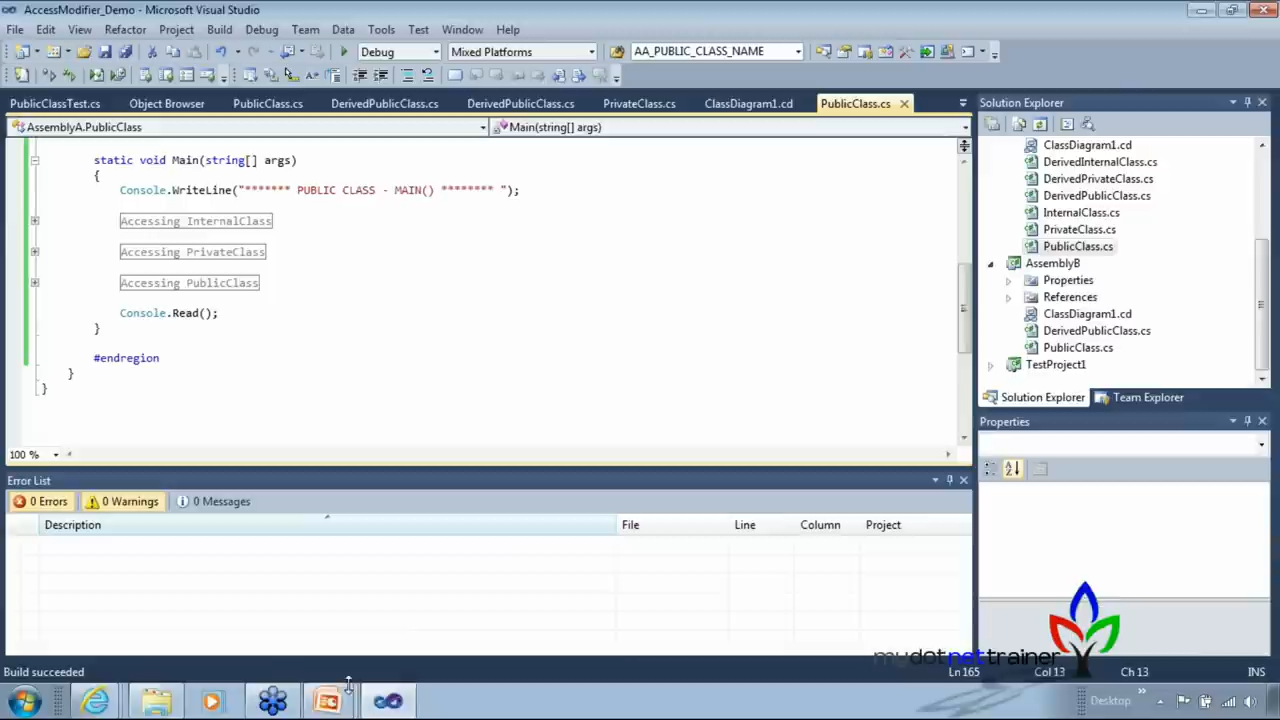 AccessModifier_Demo - Microsoft Visual Studio
File Edit View Refactor Project Build Debug Team Data Tools Test Window Help
Debug Mixed Platforms AA_PUBLIC_CLASS_NAME
PublicClassTest.cs Object Browser PublicClass.cs DerivedPublicClass.cs DerivedPublicClass.cs PrivateClass.cs ClassDiagram1.cd PublicClass.cs
AssemblyA.PublicClass Main(string[] args)
static void Main(string[] args)
{
Console.WriteLine("******* PUBLIC CLASS - MAIN() ******** ");
Accessing InternalClass
Accessing PrivateClass
Accessing PublicClass
Console.Read();
}
#endregion
}
}
100 %
Solution Explorer
ClassDiagram1.cd
DerivedInternalClass.cs
DerivedPrivateClass.cs
DerivedPublicClass.cs
InternalClass.cs
PrivateClass.cs
PublicClass.cs
AssemblyB
Properties
References
ClassDiagram1.cd
DerivedPublicClass.cs
PublicClass.cs
TestProject1
Solution Explorer Team Explorer
Properties
Error List
0 Errors 0 Warnings 0 Messages
Description File Line Column Project
mydotnettrainer
Build succeeded Ln 165 Col 13 Ch 13 INS
Desktop